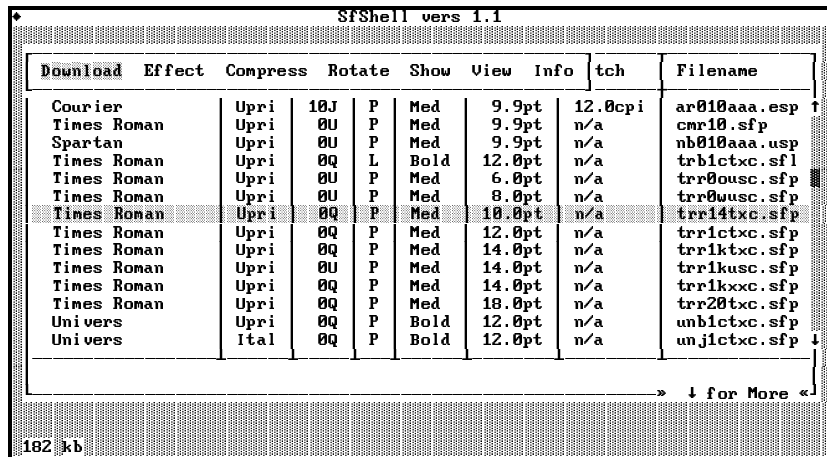 SfShell vers 1.1
Download Effect Compress Rotate Show View Info tch Filename
Courier Upri 10J P Med 9.9pt 12.0cpi ar010aaa.esp ↑
Times Roman Upri 0U P Med 9.9pt n/a cmr10.sfp
Spartan Upri 0U P Med 9.9pt n/a nb010aaa.usp
Times Roman Upri 0Q L Bold 12.0pt n/a trb1ctxc.sfl
Times Roman Upri 0U P Med 6.0pt n/a trr0ousc.sfp
Times Roman Upri 0U P Med 8.0pt n/a trr0wusc.sfp
Times Roman Upri 0Q P Med 10.0pt n/a trr14txc.sfp
Times Roman Upri 0Q P Med 12.0pt n/a trr1ctxc.sfp
Times Roman Upri 0Q P Med 14.0pt n/a trr1ktxc.sfp
Times Roman Upri 0U P Med 14.0pt n/a trr1kusc.sfp
Times Roman Upri 0Q P Med 14.0pt n/a trr1kxxc.sfp
Times Roman Upri 0Q P Med 18.0pt n/a trr20txc.sfp
Univers Upri 0Q P Bold 12.0pt n/a unb1ctxc.sfp
Univers Ital 0Q P Bold 12.0pt n/a unj1ctxc.sfp ↓
» ↓ for More «
182 kb